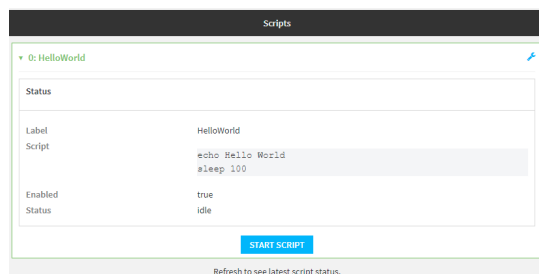 Scripts
0: HelloWorld
Status
Label HelloWorld
Script echo Hello World
sleep 100
Enabled true
Status idle
START SCRIPT
Refresh to see latest script status.